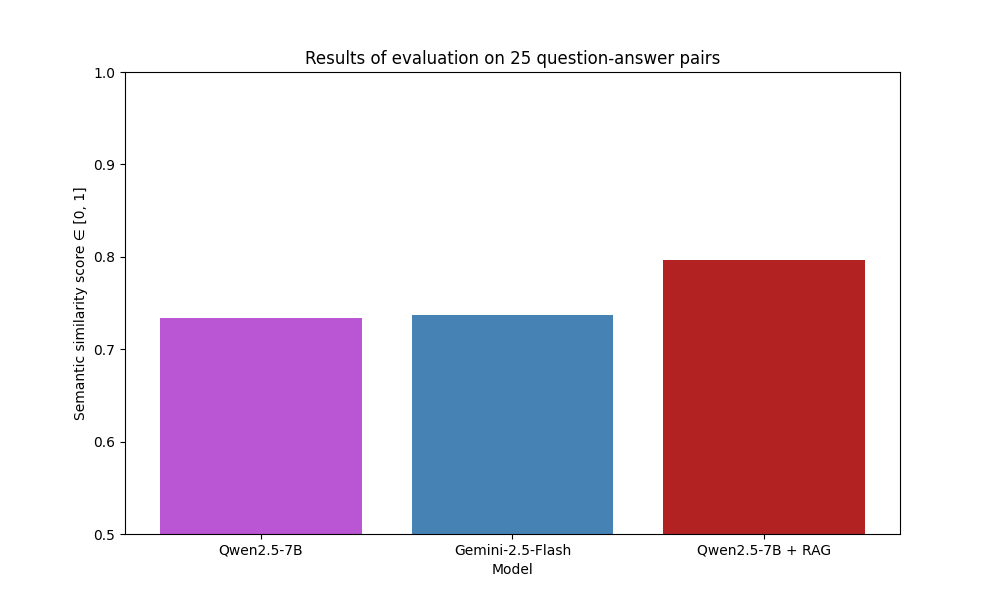 Results of evaluation on 25 question-answer pairs
Semantic similarity score ∈ [0, 1]
1.0
0.9
0.8
0.7
0.6
0.5
Qwen2.5-7B
Gemini-2.5-Flash
Qwen2.5-7B + RAG
Model